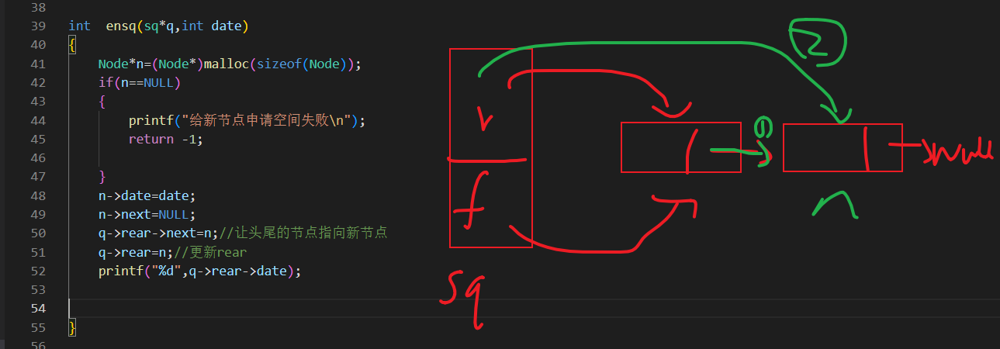 38
39 int  ensq(sq*q,int date)
40 {
41     Node*n=(Node*)malloc(sizeof(Node));
42     if(n==NULL)
43     {
44         printf("给新节点申请空间失败\n");
45         return -1;
46
47     }
48     n->date=date;
49     n->next=NULL;
50     q->rear->next=n;//让头尾的节点指向新节点
51     q->rear=n;//更新rear
52     printf("%d",q->rear->date);
53
54
55 }
56
2
r
①
null
f
n
sq